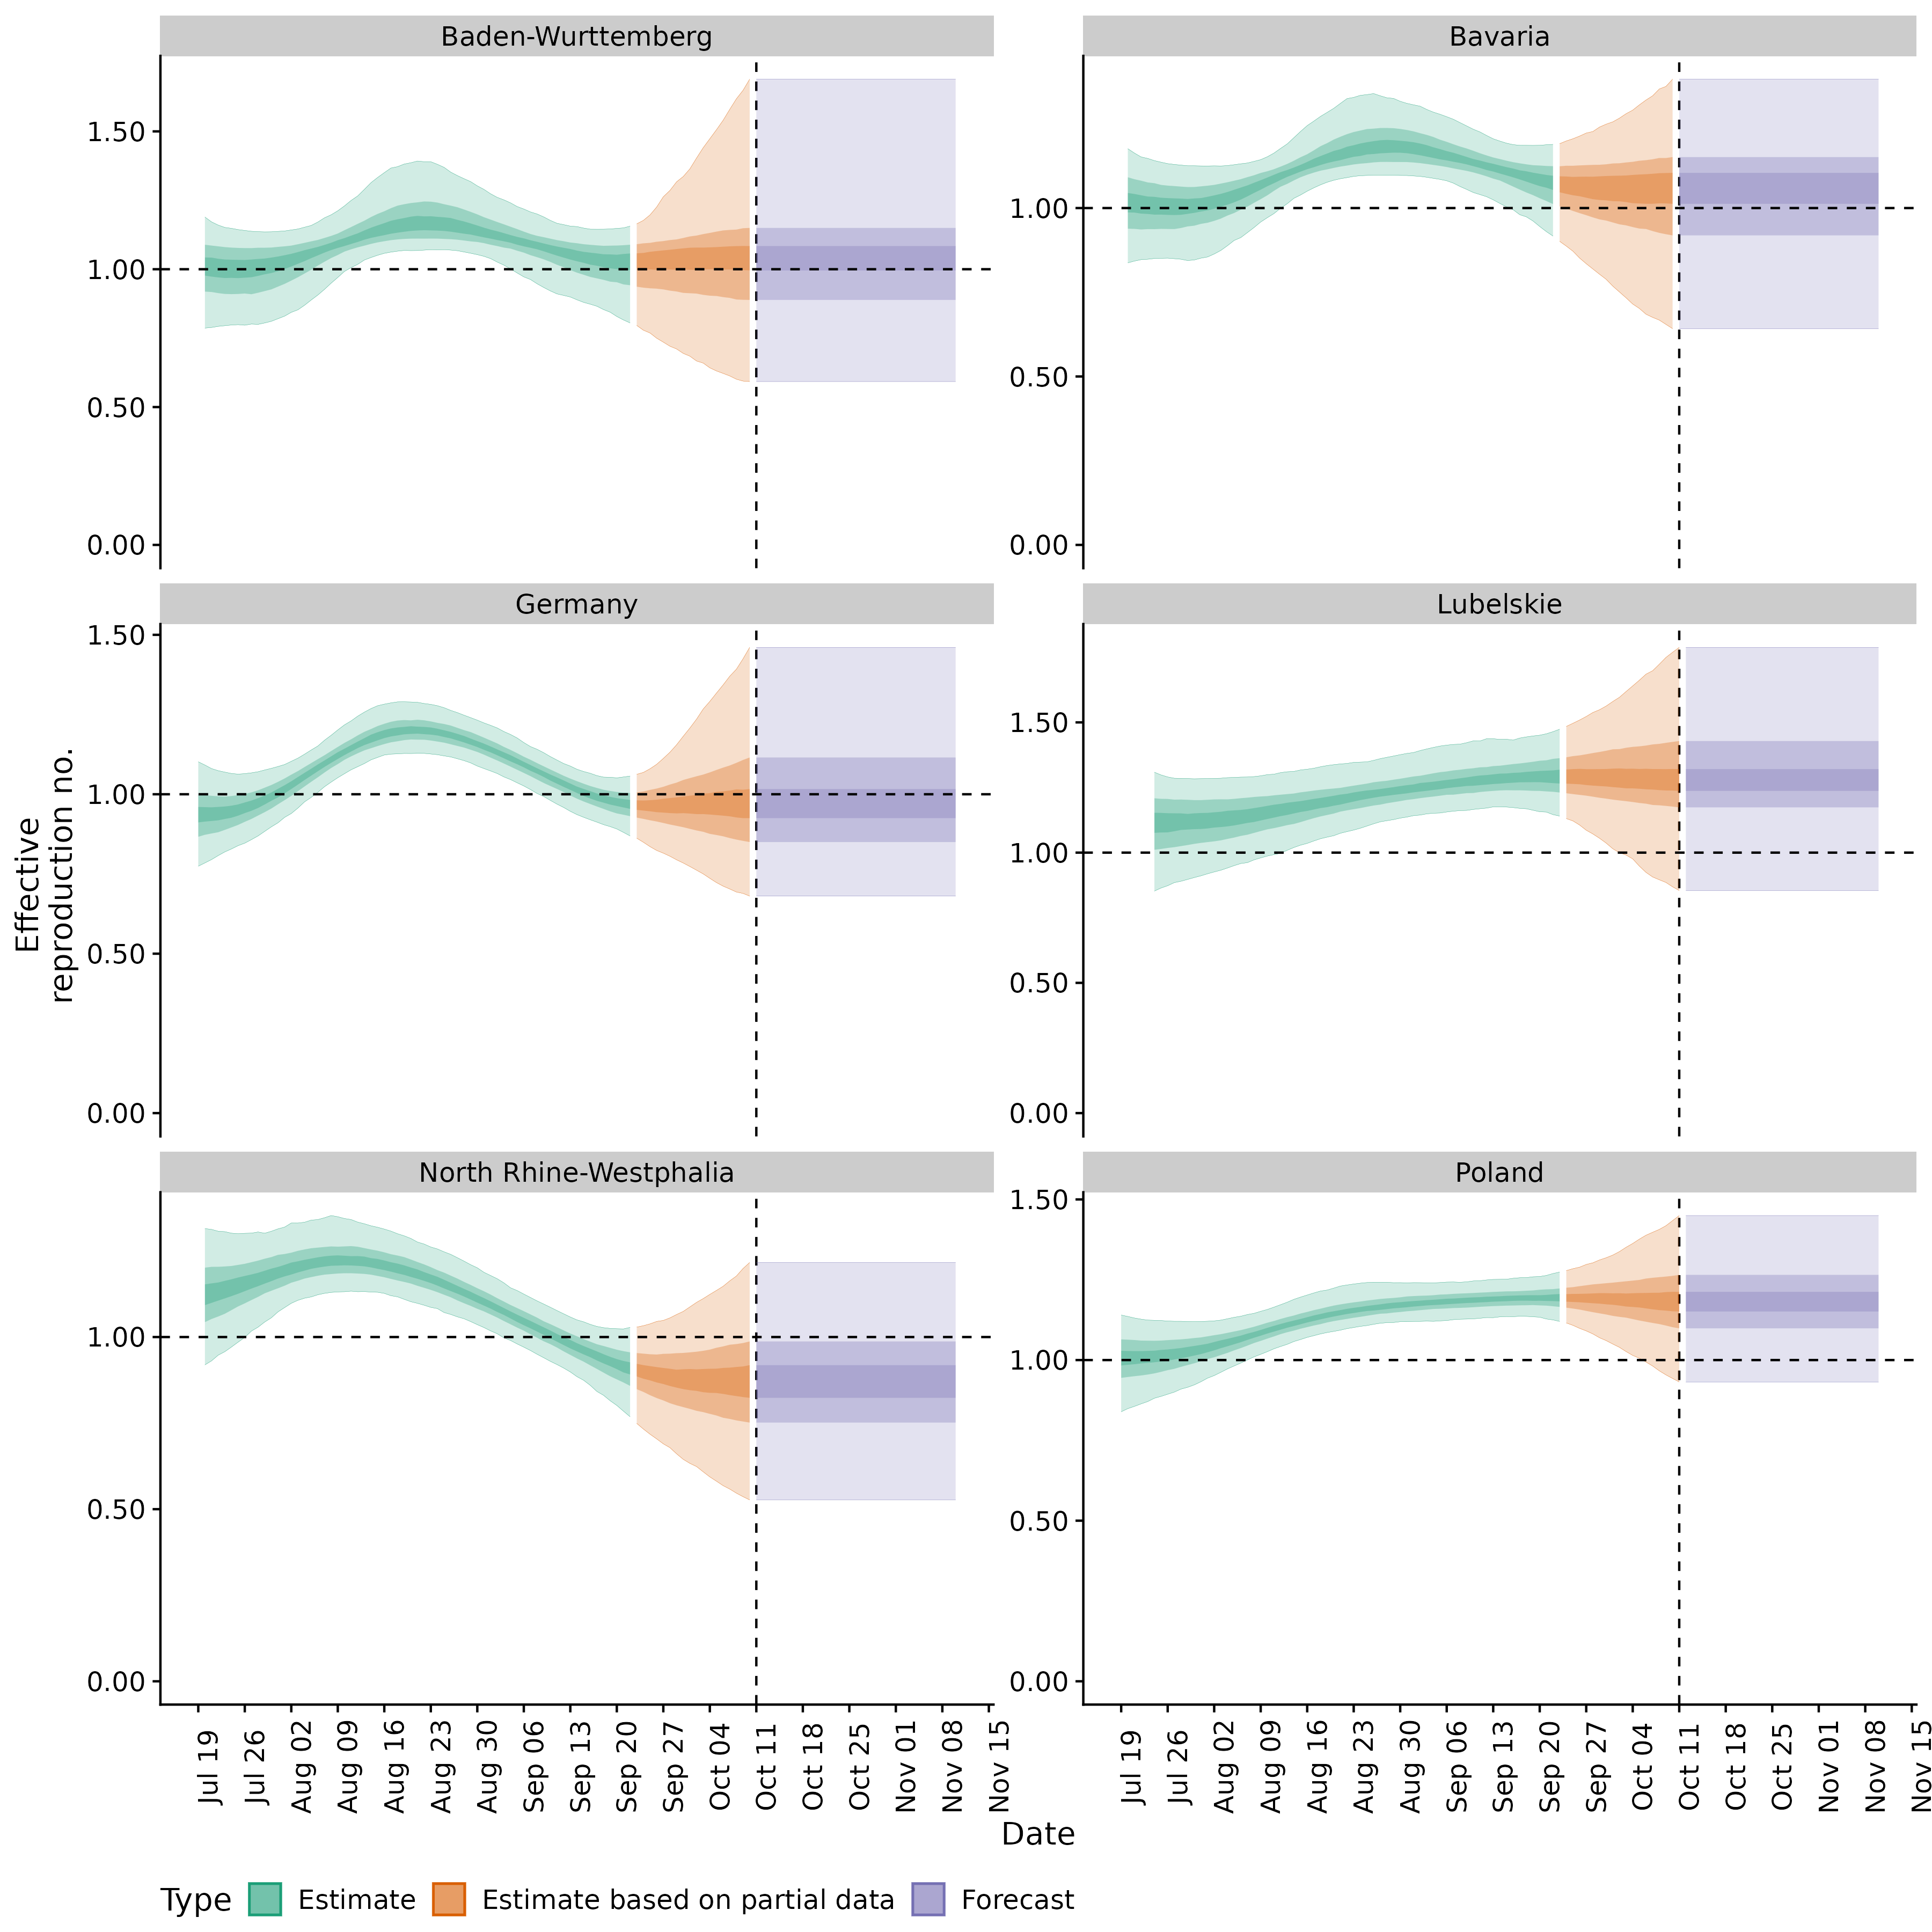 Baden-Wurttemberg
1.50
1.00
0.50
0.00
Bavaria
1.00
0.50
0.00
Germany
1.50
1.00
0.50
0.00
Lubelskie
1.50
1.00
0.50
0.00
North Rhine-Westphalia
1.00
0.50
0.00
Poland
1.50
1.00
0.50
0.00
Effective
reproduction no.
Jul 19
Jul 26
Aug 02
Aug 09
Aug 16
Aug 23
Aug 30
Sep 06
Sep 13
Sep 20
Sep 27
Oct 04
Oct 11
Oct 18
Oct 25
Nov 01
Nov 08
Nov 15
Jul 19
Jul 26
Aug 02
Aug 09
Aug 16
Aug 23
Aug 30
Sep 06
Sep 13
Sep 20
Sep 27
Oct 04
Oct 11
Oct 18
Oct 25
Nov 01
Nov 08
Nov 15
Date
Type Estimate Estimate based on partial data Forecast